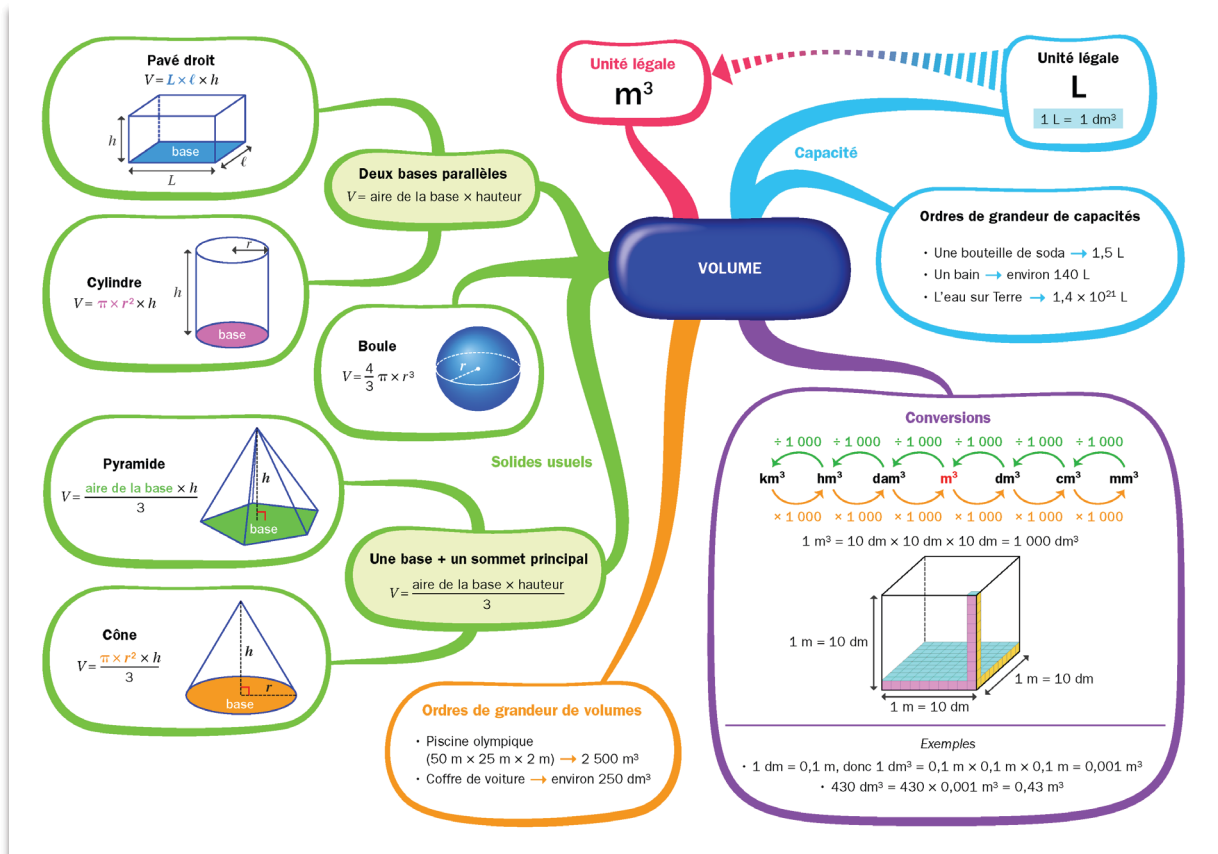 VOLUME
Unité légale
m³
Unité légale
L
1 L = 1 dm³
Capacité
Ordres de grandeur de capacités
· Une bouteille de soda → 1,5 L
· Un bain → environ 140 L
· L'eau sur Terre → 1,4 × 10²¹ L
Pavé droit
V = L × ℓ × h
h
base
L
ℓ
Deux bases parallèles
V = aire de la base × hauteur
Cylindre
V = π × r² × h
r
h
base
Boule
V = 4/3 π × r³
r
Solides usuels
Pyramide
V = aire de la base × h / 3
h
base
Une base + un sommet principal
V = aire de la base × hauteur / 3
Cône
V = π × r² × h / 3
h
r
base
Ordres de grandeur de volumes
· Piscine olympique
(50 m × 25 m × 2 m) → 2 500 m³
· Coffre de voiture → environ 250 dm³
Conversions
÷ 1 000 ÷ 1 000 ÷ 1 000 ÷ 1 000 ÷ 1 000 ÷ 1 000
km³ hm³ dam³ m³ dm³ cm³ mm³
× 1 000 × 1 000 × 1 000 × 1 000 × 1 000 × 1 000
1 m³ = 10 dm × 10 dm × 10 dm = 1 000 dm³
1 m = 10 dm
1 m = 10 dm
1 m = 10 dm
Exemples
· 1 dm = 0,1 m, donc 1 dm³ = 0,1 m × 0,1 m × 0,1 m = 0,001 m³
· 430 dm³ = 430 × 0,001 m³ = 0,43 m³